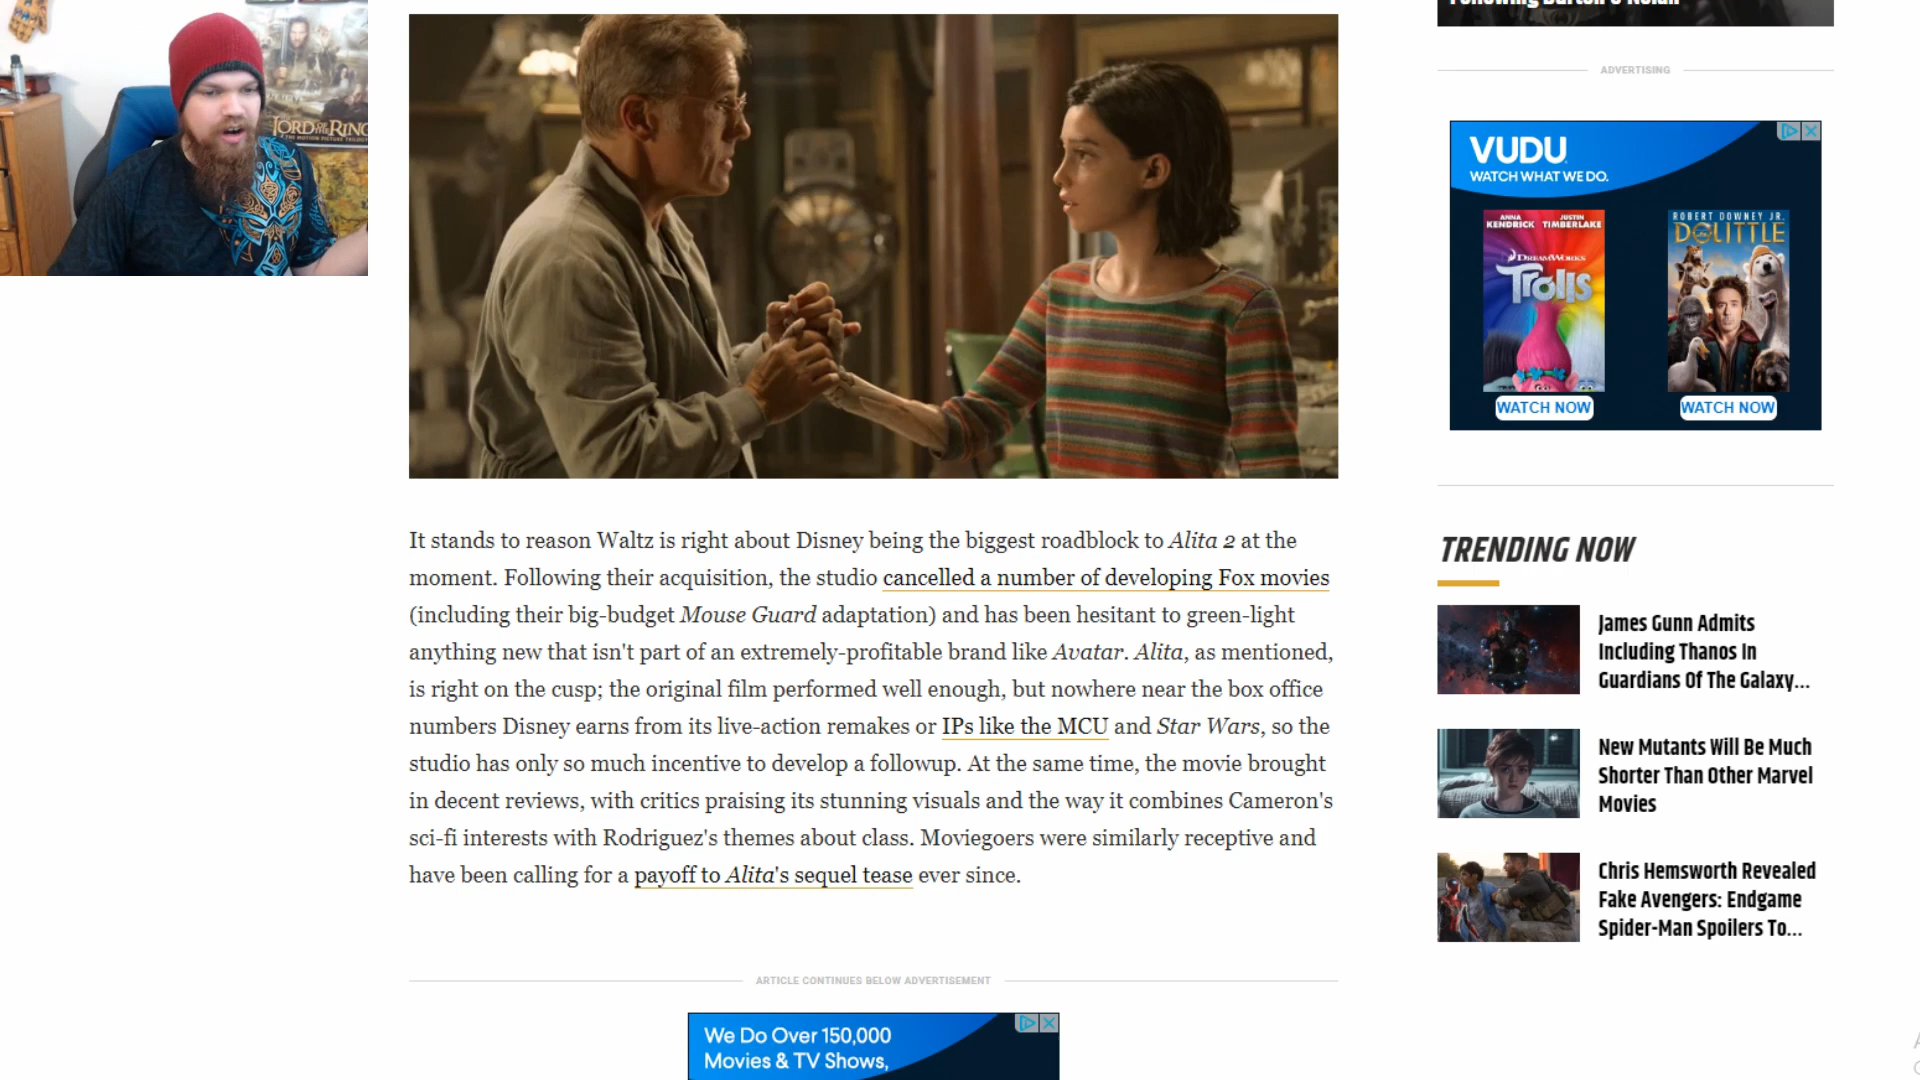 LORD OF THE RING
THE MOTION PICTURE TRILOGY
It stands to reason Waltz is right about Disney being the biggest roadblock to Alita 2 at the
moment. Following their acquisition, the studio cancelled a number of developing Fox movies
(including their big-budget Mouse Guard adaptation) and has been hesitant to green-light
anything new that isn't part of an extremely-profitable brand like Avatar. Alita, as mentioned,
is right on the cusp; the original film performed well enough, but nowhere near the box office
numbers Disney earns from its live-action remakes or IPs like the MCU and Star Wars, so the
studio has only so much incentive to develop a followup. At the same time, the movie brought
in decent reviews, with critics praising its stunning visuals and the way it combines Cameron's
sci-fi interests with Rodriguez's themes about class. Moviegoers were similarly receptive and
have been calling for a payoff to Alita's sequel tease ever since.
ARTICLE CONTINUES BELOW ADVERTISEMENT
We Do Over 150,000
Movies & TV Shows,
ADVERTISING
VUDU
WATCH WHAT WE DO.
ANNA KENDRICK JUSTIN TIMBERLAKE
DREAMWORKS
Trolls
WATCH NOW
ROBERT DOWNEY JR.
DOLITTLE
WATCH NOW
TRENDING NOW
James Gunn Admits
Including Thanos In
Guardians Of The Galaxy...
New Mutants Will Be Much
Shorter Than Other Marvel
Movies
Chris Hemsworth Revealed
Fake Avengers: Endgame
Spider-Man Spoilers To...